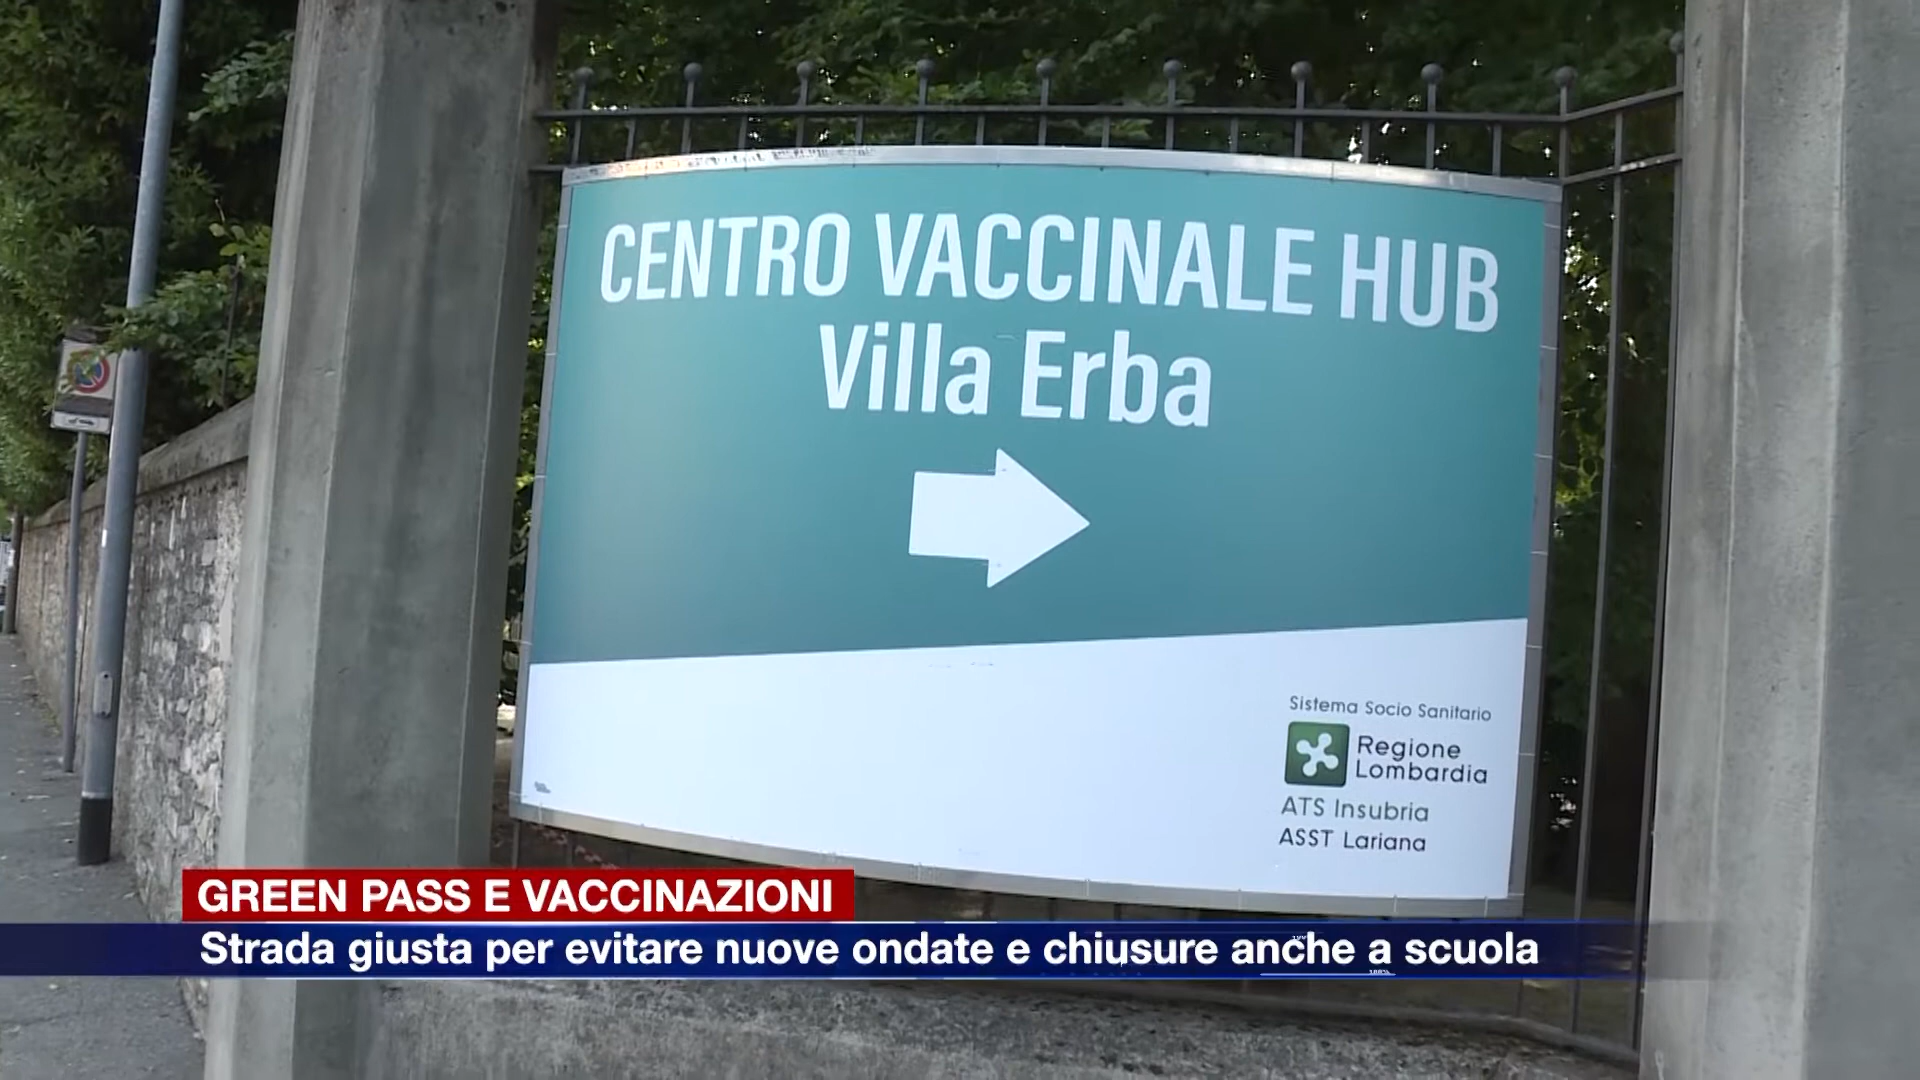 CENTRO VACCINALE HUB
Villa Erba
Sistema Socio Sanitario
Regione
Lombardia
ATS Insubria
ASST Lariana
GREEN PASS E VACCINAZIONI
Strada giusta per evitare nuove ondate e chiusure anche a scuola